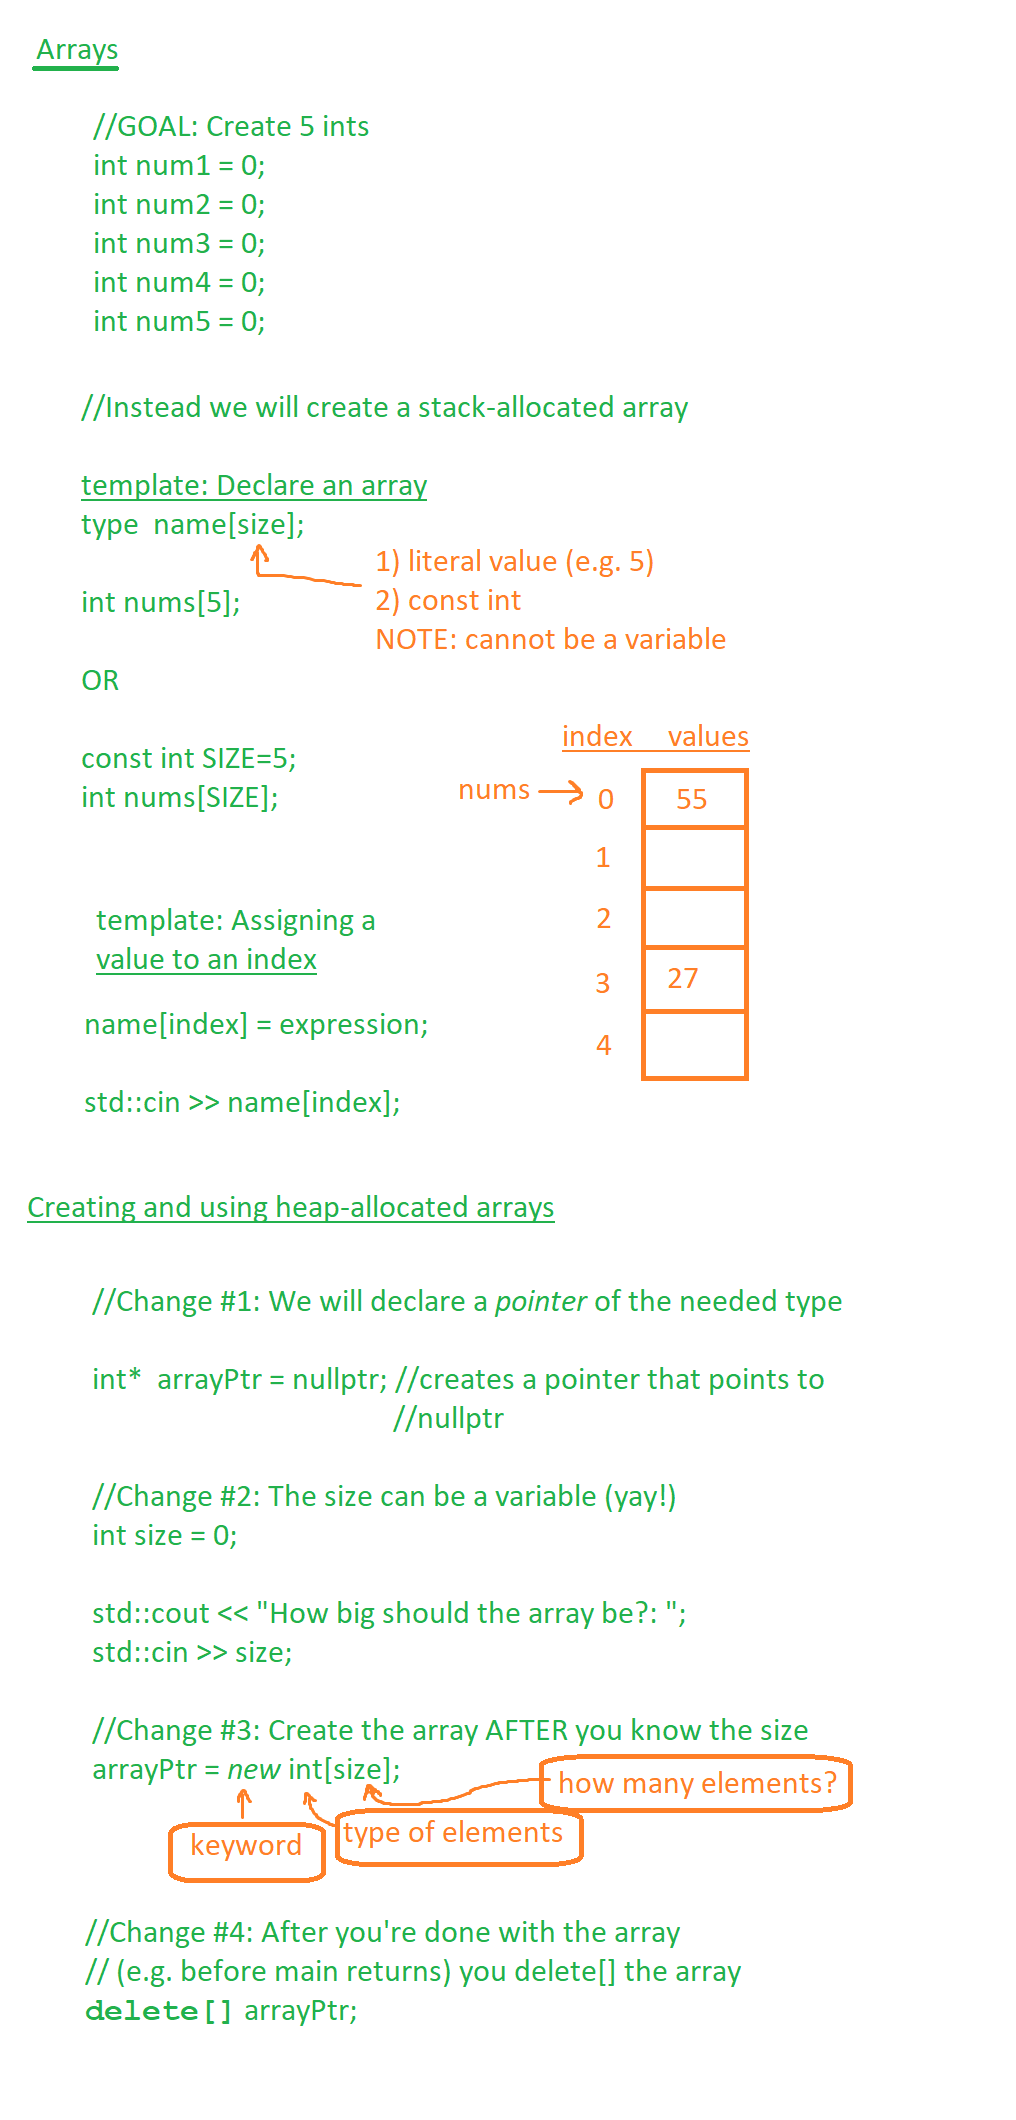 Arrays
//GOAL: Create 5 ints
int num1 = 0;
int num2 = 0;
int num3 = 0;
int num4 = 0;
int num5 = 0;
//Instead we will create a stack-allocated array
template: Declare an array
type  name[size];
1) literal value (e.g. 5)
2) const int
NOTE: cannot be a variable
int nums[5];
OR
const int SIZE=5;
int nums[SIZE];
index values
nums 0 55
1
2
3 27
4
template: Assigning a
value to an index
name[index] = expression;
std::cin >> name[index];
Creating and using heap-allocated arrays
//Change #1: We will declare a pointer of the needed type
int*  arrayPtr = nullptr; //creates a pointer that points to
//nullptr
//Change #2: The size can be a variable (yay!)
int size = 0;
std::cout << "How big should the array be?: ";
std::cin >> size;
//Change #3: Create the array AFTER you know the size
arrayPtr = new int[size];
how many elements?
type of elements
keyword
//Change #4: After you're done with the array
// (e.g. before main returns) you delete[] the array
delete[] arrayPtr;